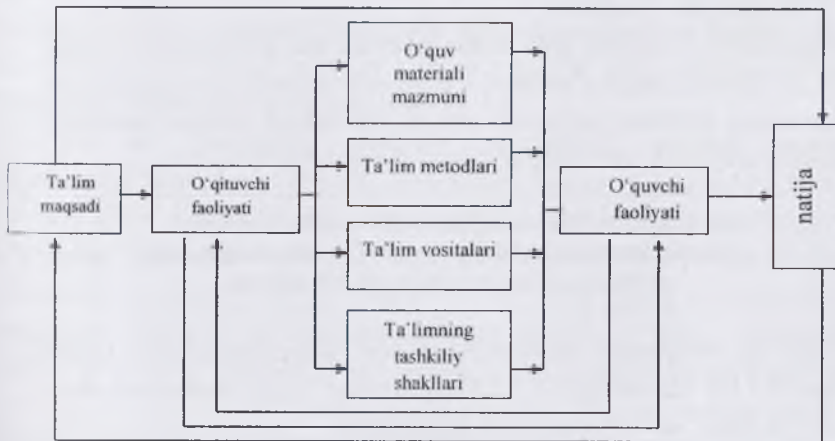 Ta'lim
maqsadi
O‘qituvchi
faoliyati
O‘quv
materiali
mazmuni
Ta'lim metodlari
Ta'lim vositalari
Ta'limning
tashkiliy
shakllari
O‘quvchi
faoliyati
natija